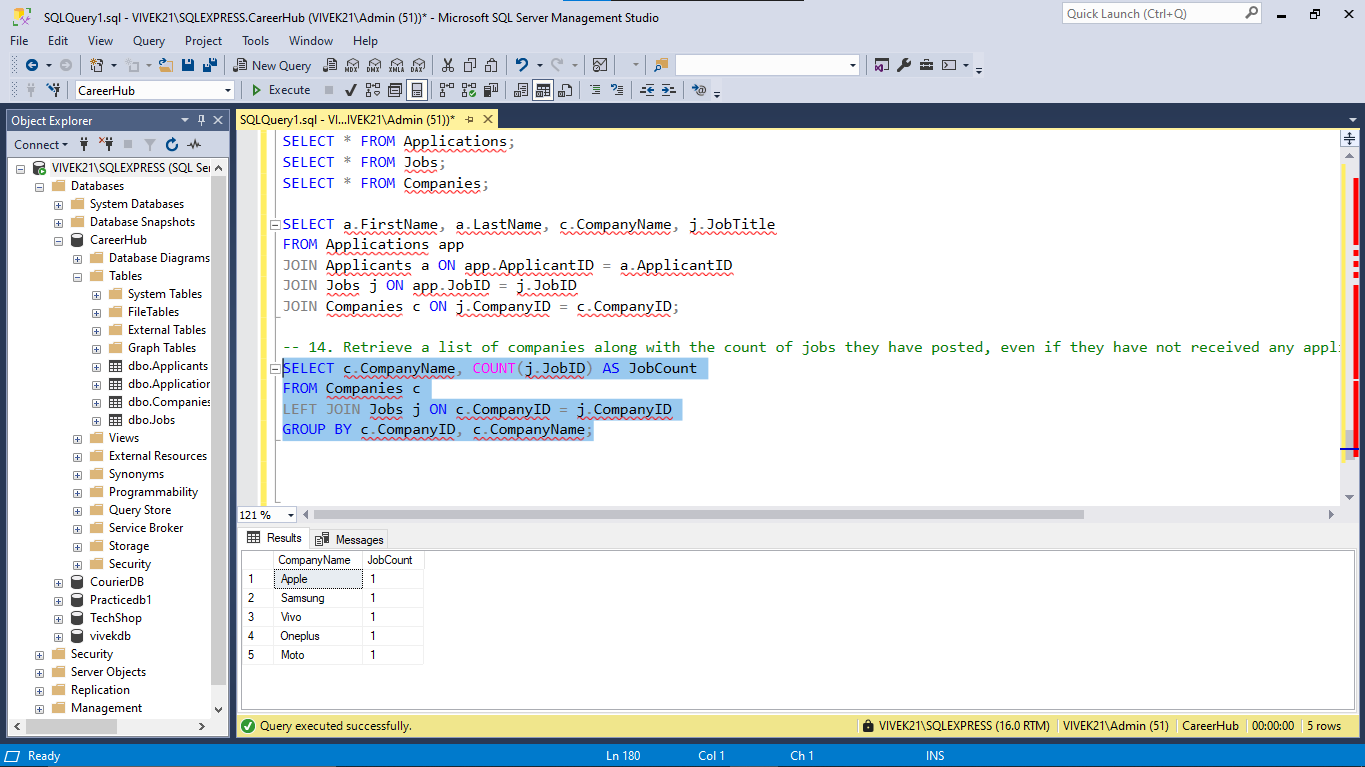 SQLQuery1.sql - VIVEK21\SQLEXPRESS.CareerHub (VIVEK21\Admin (51))* - Microsoft SQL Server Management Studio
Quick Launch (Ctrl+Q)
File Edit View Query Project Tools Window Help
New Query MDX DMX XMLA DAX
CareerHub Execute
Object Explorer
Connect
VIVEK21\SQLEXPRESS (SQL Ser
Databases
System Databases
Database Snapshots
CareerHub
Database Diagrams
Tables
System Tables
FileTables
External Tables
Graph Tables
dbo.Applicants
dbo.Application
dbo.Companies
dbo.Jobs
Views
External Resources
Synonyms
Programmability
Query Store
Service Broker
Storage
Security
CourierDB
Practicedb1
TechShop
vivekdb
Security
Server Objects
Replication
Management
SQLQuery1.sql - VI...IVEK21\Admin (51))*
SELECT * FROM Applications;
SELECT * FROM Jobs;
SELECT * FROM Companies;
SELECT a.FirstName, a.LastName, c.CompanyName, j.JobTitle
FROM Applications app
JOIN Applicants a ON app.ApplicantID = a.ApplicantID
JOIN Jobs j ON app.JobID = j.JobID
JOIN Companies c ON j.CompanyID = c.CompanyID;
-- 14. Retrieve a list of companies along with the count of jobs they have posted, even if they have not received any appl
SELECT c.CompanyName, COUNT(j.JobID) AS JobCount
FROM Companies c
LEFT JOIN Jobs j ON c.CompanyID = j.CompanyID
GROUP BY c.CompanyID, c.CompanyName;
121 %
Results Messages
CompanyName JobCount
1 Apple 1
2 Samsung 1
3 Vivo 1
4 Oneplus 1
5 Moto 1
Query executed successfully. VIVEK21\SQLEXPRESS (16.0 RTM) VIVEK21\Admin (51) CareerHub 00:00:00 5 rows
Ready Ln 180 Col 1 Ch 1 INS